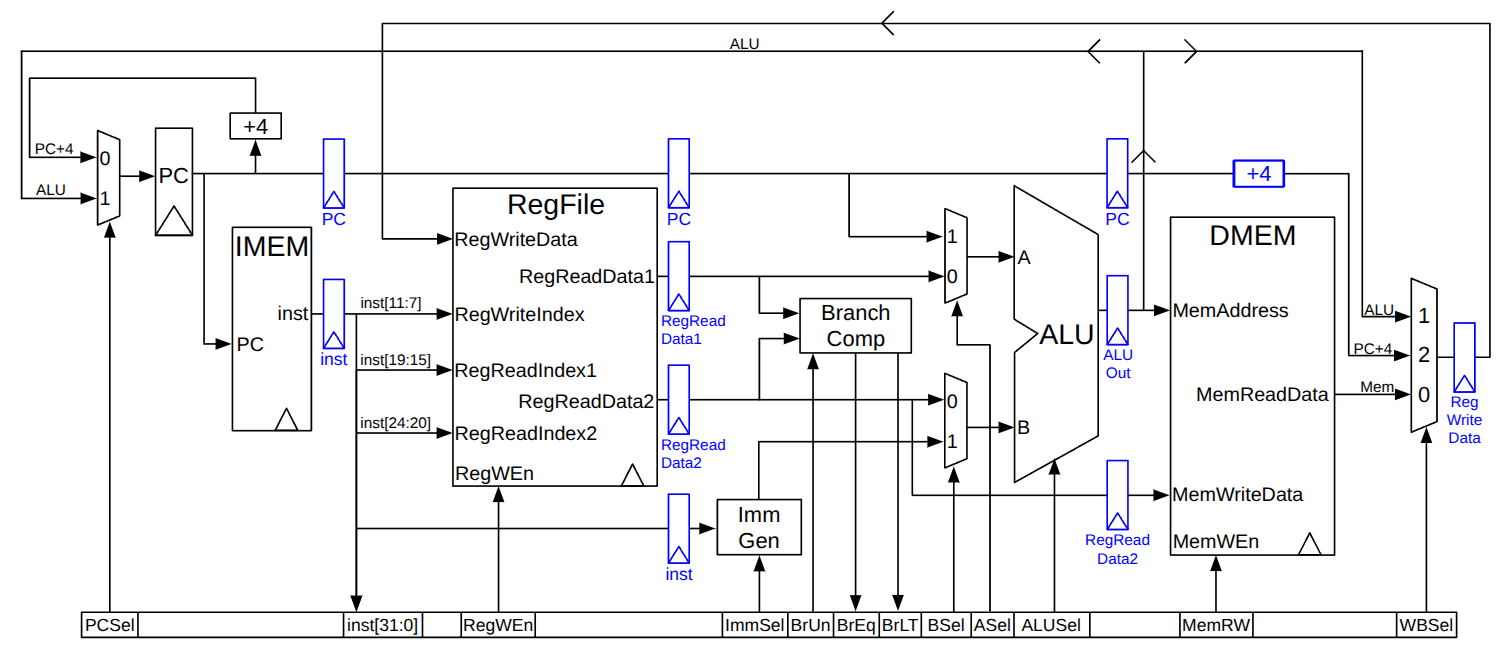 ALU
+4
PC+4
0
ALU
1
PC
PC
PC
PC
+4
IMEM
inst
PC
inst
inst[11:7]
inst[19:15]
inst[24:20]
RegFile
RegWriteData
RegReadData1
RegWriteIndex
RegReadIndex1
RegReadData2
RegReadIndex2
RegWEn
RegRead
Data1
RegRead
Data2
inst
Branch
Comp
Imm
Gen
1
0
0
1
A
ALU
B
ALU
Out
RegRead
Data2
DMEM
MemAddress
MemReadData
MemWriteData
MemWEn
ALU
1
PC+4
2
Mem
0
Reg
Write
Data
PCSel
inst[31:0]
RegWEn
ImmSel
BrUn
BrEq
BrLT
BSel
ASel
ALUSel
MemRW
WBSel